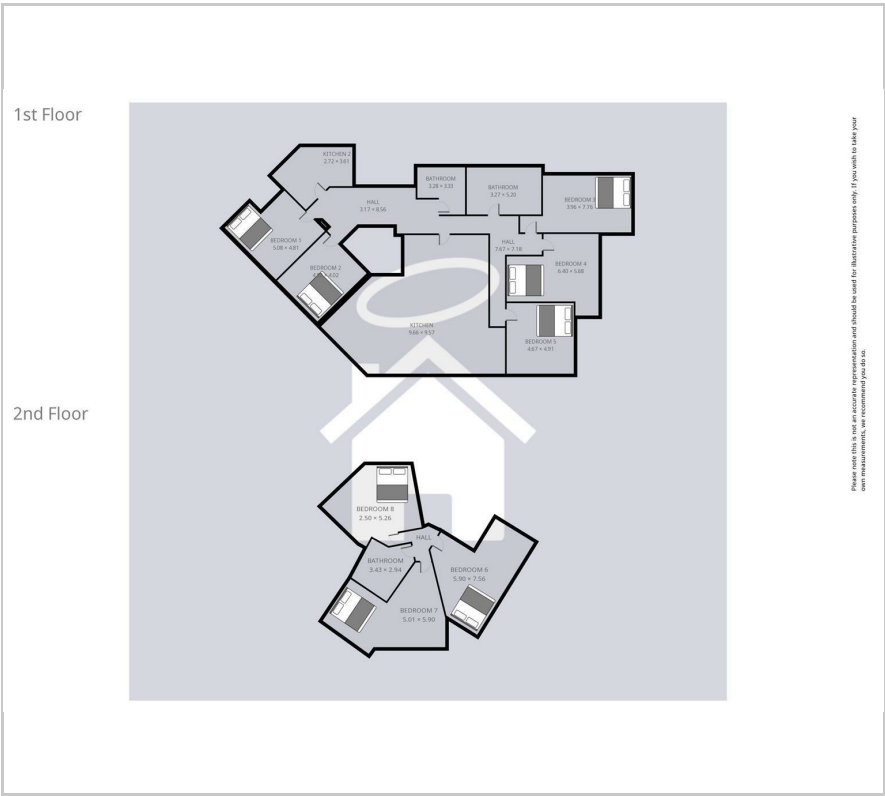 1st Floor
KITCHEN 2
2.72 × 3.61
BATHROOM
3.28 × 3.33
BATHROOM
3.27 × 5.20
BEDROOM 3
3.96 × 7.76
HALL
3.17 × 8.56
BEDROOM 1
5.08 × 4.81
HALL
7.67 × 7.18
BEDROOM 2
× 4.02
BEDROOM 4
6.40 × 5.68
KITCHEN
9.66 × 9.57
BEDROOM 5
4.67 × 4.91
2nd Floor
BEDROOM 8
2.50 × 5.26
HALL
BATHROOM
3.43 × 2.94
BEDROOM 6
5.90 × 7.56
BEDROOM 7
5.01 × 5.90
Please note this is not an accurate representation and should be used for illustrative purposes only. If you wish to take your
own measurements, we recommend you do so.